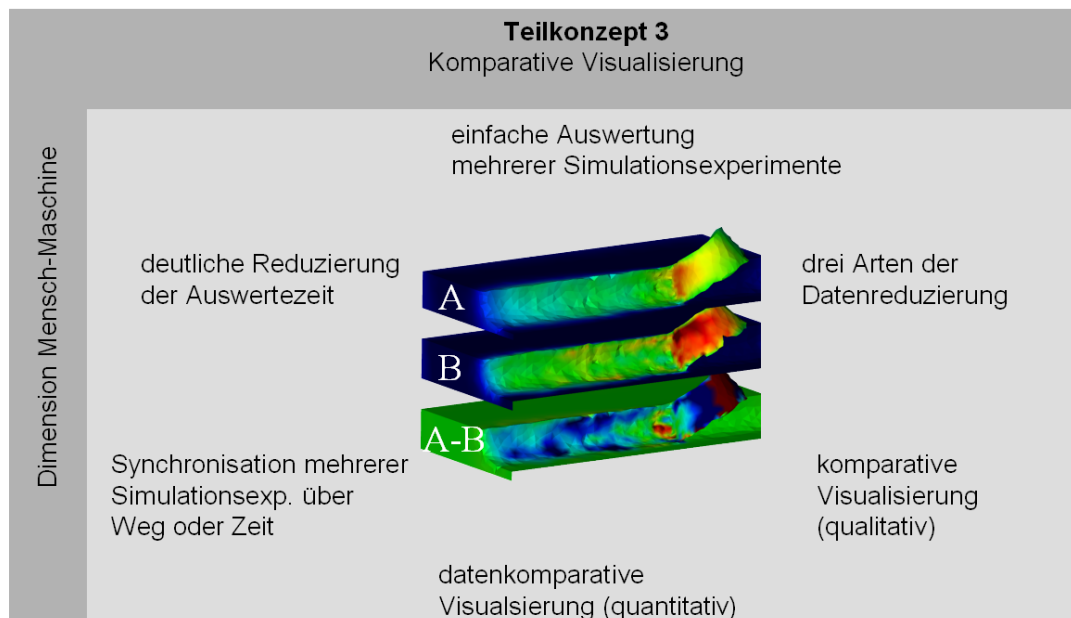 Teilkonzept 3
Komparative Visualisierung
Dimension Mensch-Maschine
einfache Auswertung
mehrerer Simulationsexperimente
deutliche Reduzierung
der Auswertezeit
drei Arten der
Datenreduzierung
A
B
A-B
Synchronisation mehrerer
Simulationsexp. über
Weg oder Zeit
komparative
Visualisierung
(qualitativ)
datenkomparative
Visualsierung (quantitativ)